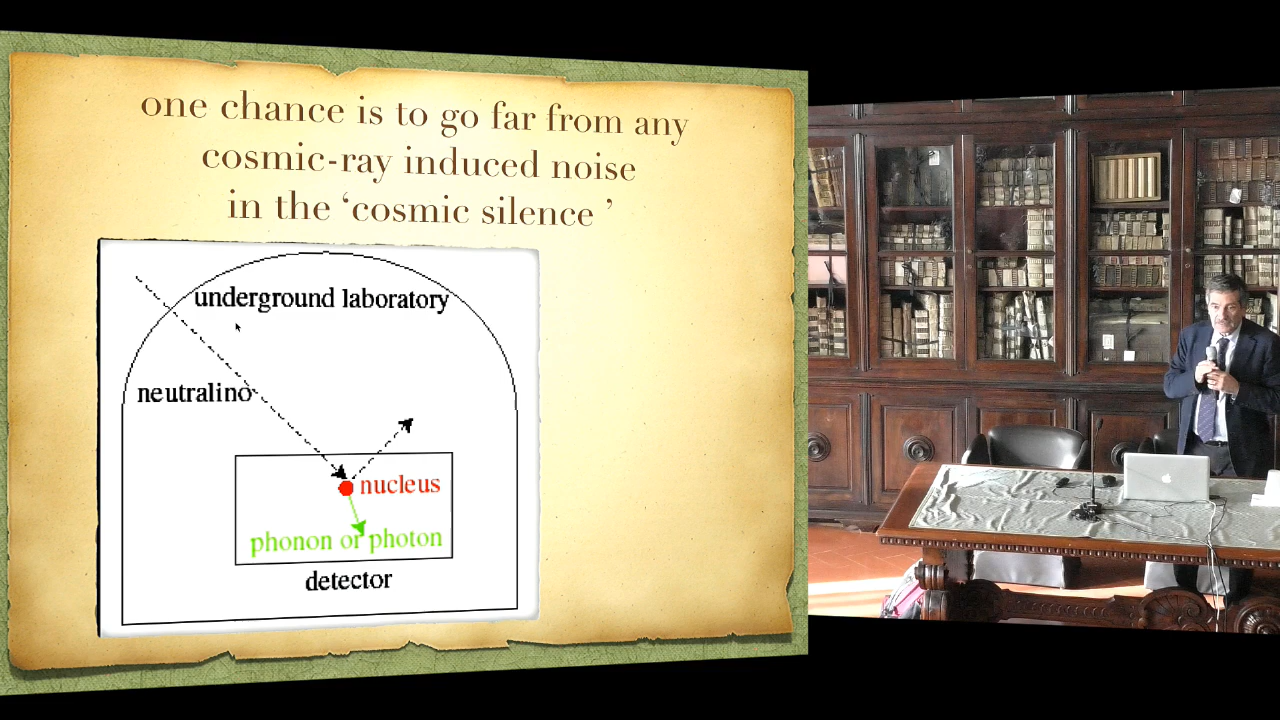 one chance is to go far from any
cosmic-ray induced noise
in the ‘cosmic silence ’
underground laboratory
neutralino
nucleus
phonon or photon
detector